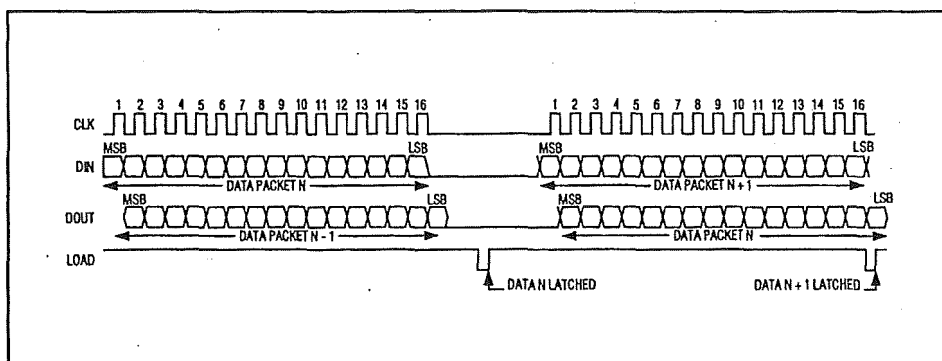 1 2 3 4 5 6 7 8 9 10 11 12 13 14 15 16 1 2 3 4 5 6 7 8 9 10 11 12 13 14 15 16
CLK
MSB LSB MSB LSB
DIN
DATA PACKET N DATA PACKET N + 1
MSB LSB MSB LSB
DOUT
DATA PACKET N - 1 DATA PACKET N
LOAD
DATA N LATCHED DATA N + 1 LATCHED